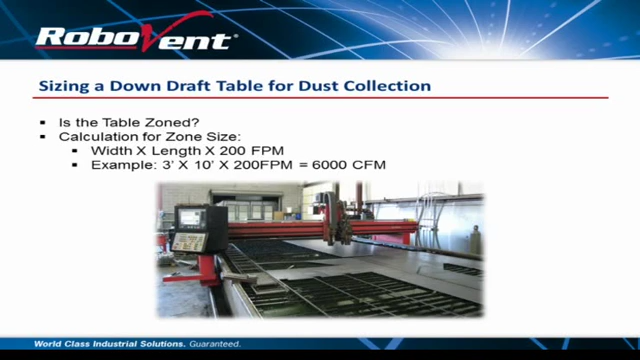 RoboVent®
Sizing a Down Draft Table for Dust Collection
Is the Table Zoned?
Calculation for Zone Size:
Width X Length X 200 FPM
Example: 3' X 10' X 200FPM = 6000 CFM
World Class Industrial Solutions. Guaranteed.